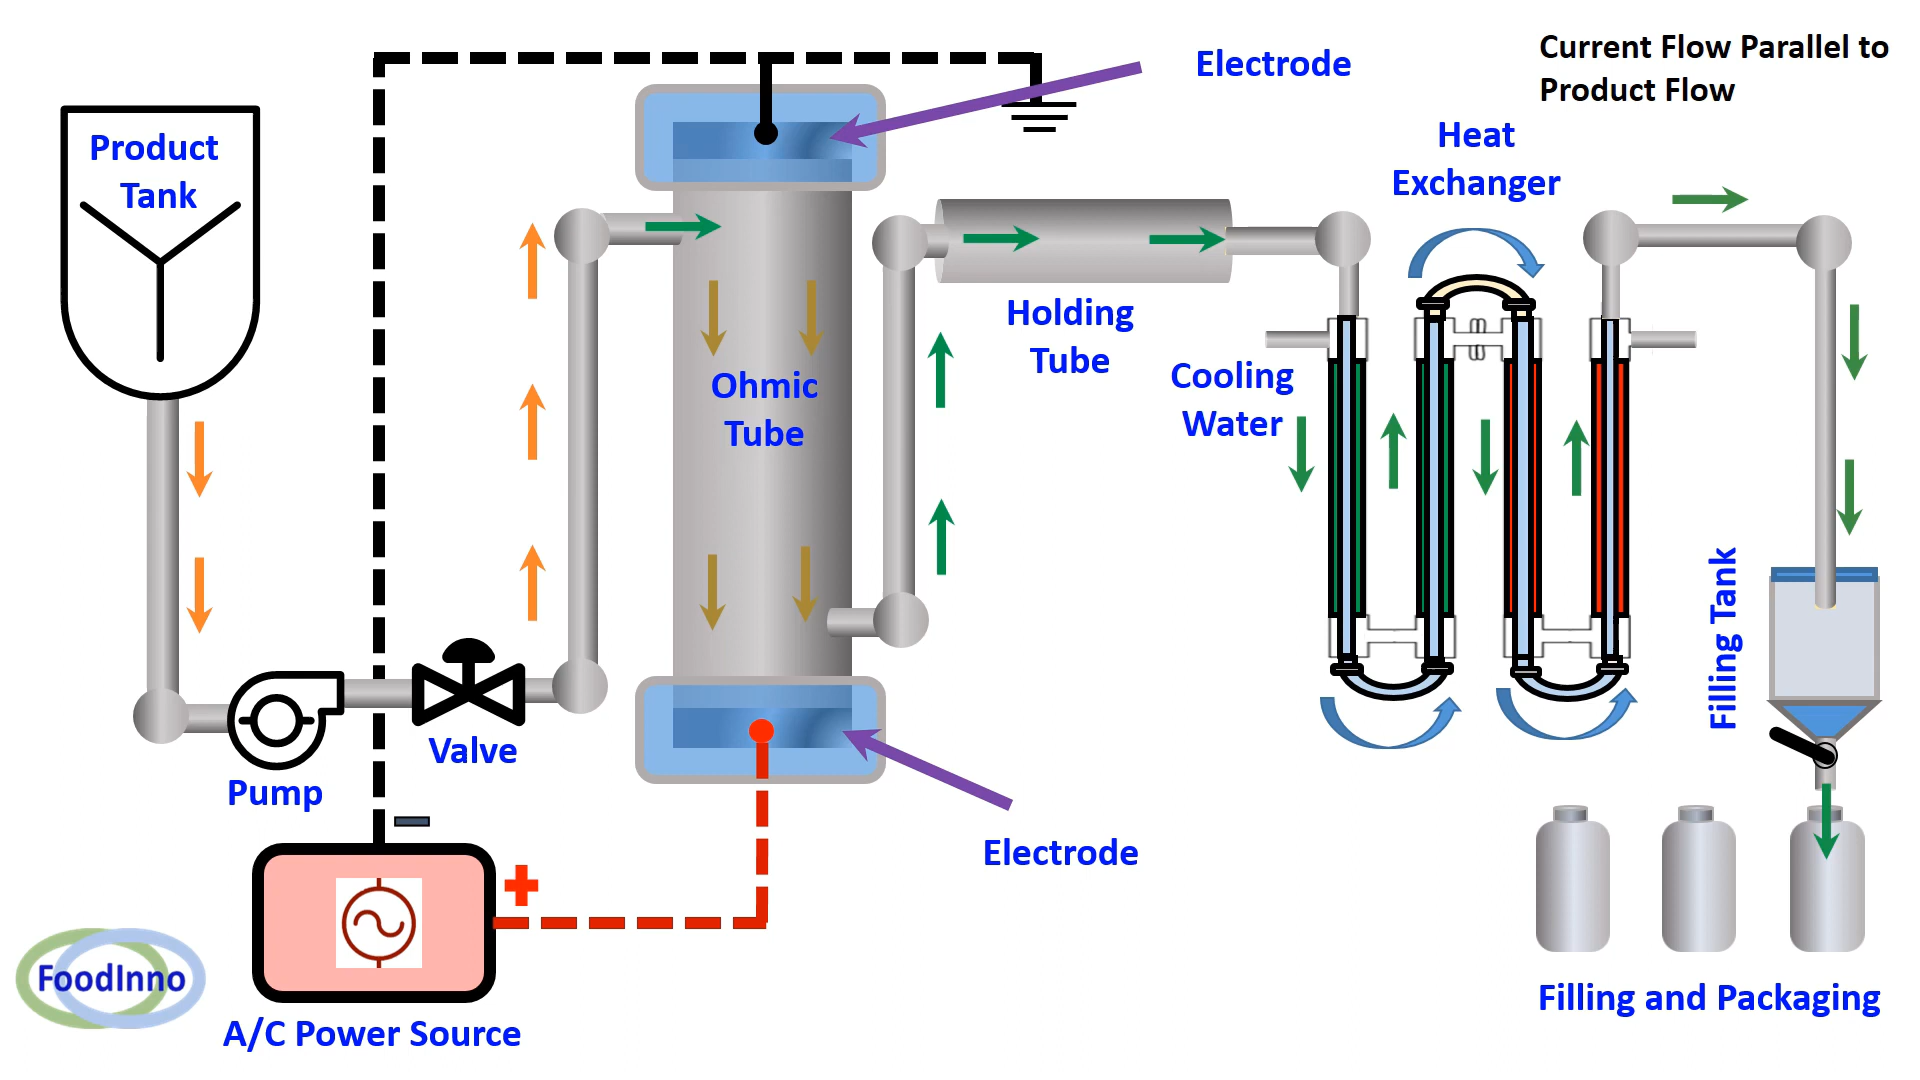 Current Flow Parallel to
Product Flow
Electrode
Product
Tank
Heat
Exchanger
Holding
Tube
Cooling
Water
Ohmic
Tube
Filling Tank
Valve
Pump
Electrode
-
+
FoodInno
A/C Power Source
Filling and Packaging